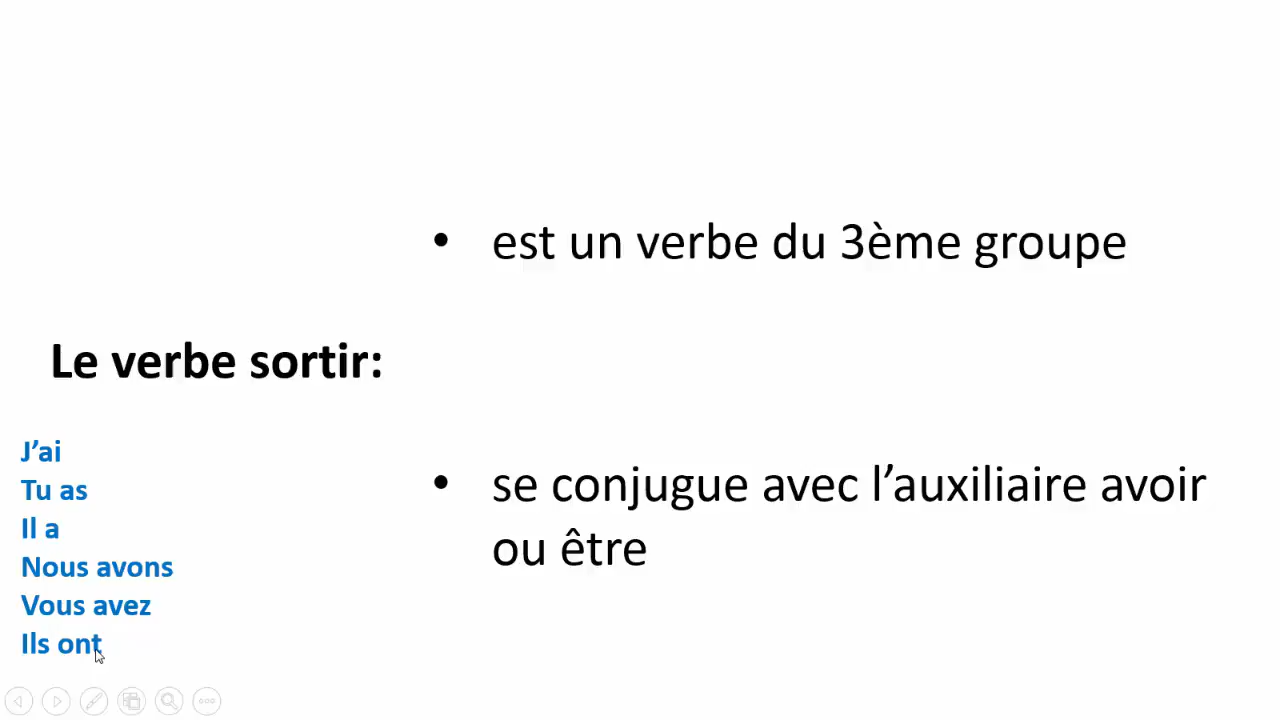 • est un verbe du 3ème groupe
Le verbe sortir:
• se conjugue avec l’auxiliaire avoir
ou être
J’ai
Tu as
Il a
Nous avons
Vous avez
Ils ont